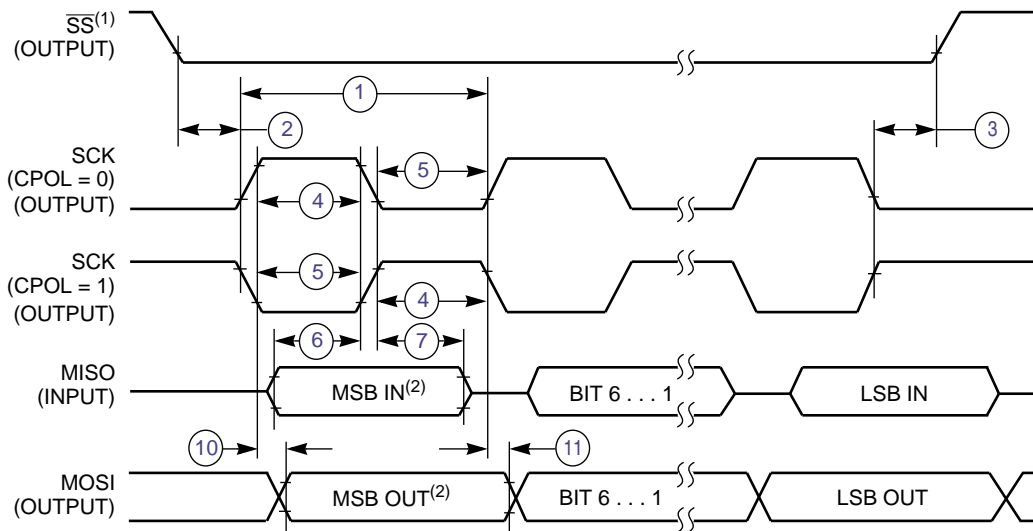 SS(1)
(OUTPUT)
1
2
3
SCK
(CPOL = 0)
(OUTPUT)
5
4
SCK
(CPOL = 1)
(OUTPUT)
5
4
6
7
MISO
(INPUT)
MSB IN(2)
BIT 6 . . . 1
LSB IN
10
11
MOSI
(OUTPUT)
MSB OUT(2)
BIT 6 . . . 1
LSB OUT